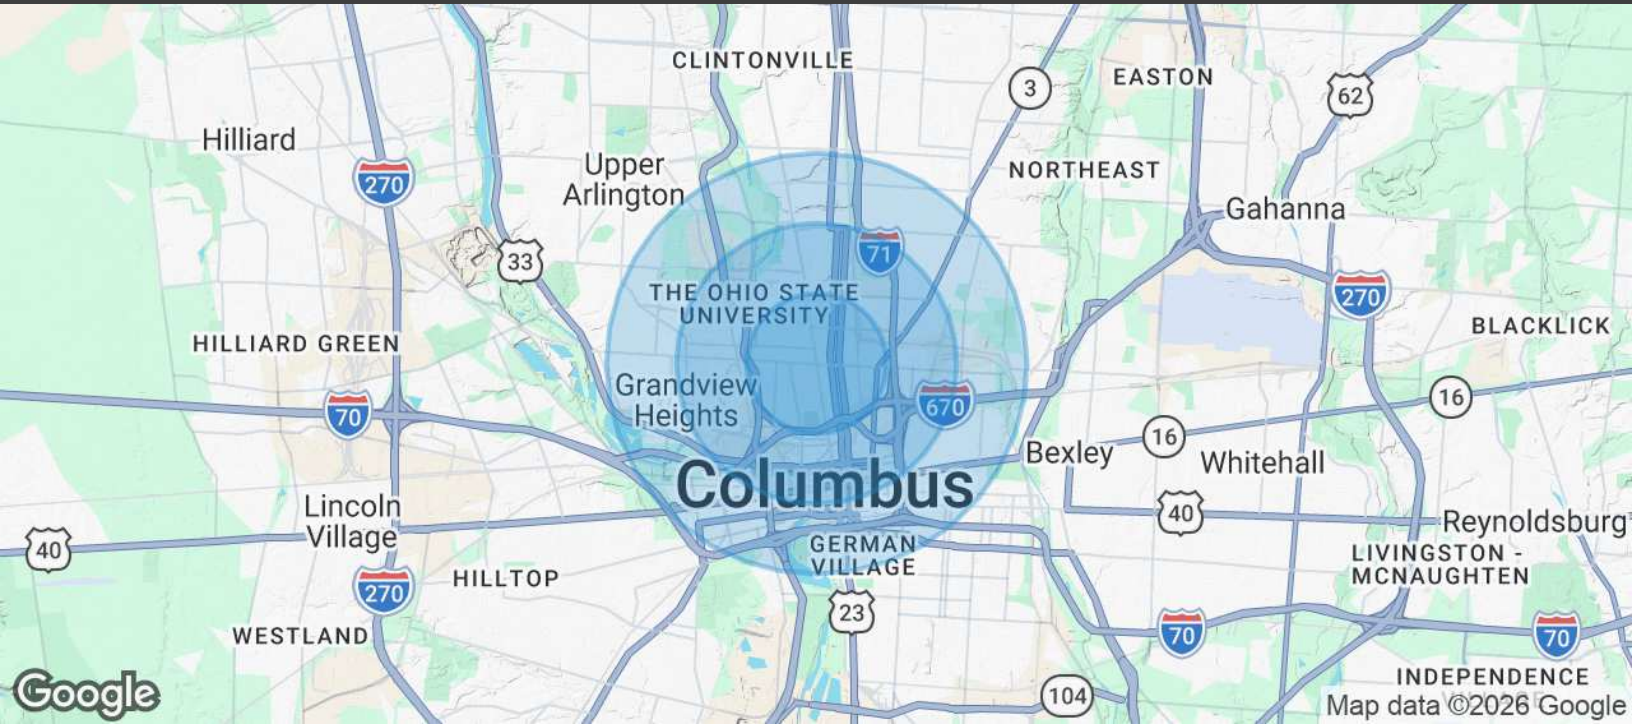 CLINTONVILLE
EASTON
3
62
Hilliard
Upper
Arlington
270
NORTHEAST
Gahanna
33
71
THE OHIO STATE
UNIVERSITY
270
BLACKLICK
HILLIARD GREEN
Grandview
Heights
70
670
16
16
Bexley
Whitehall
Columbus
Lincoln
Village
40
Reynoldsburg
40
GERMAN
VILLAGE
LIVINGSTON -
MCNAUGHTEN
HILLTOP
270
23
70
70
WESTLAND
INDEPENDENCE
VILLAGE
104
Google
Map data ©2026 Google